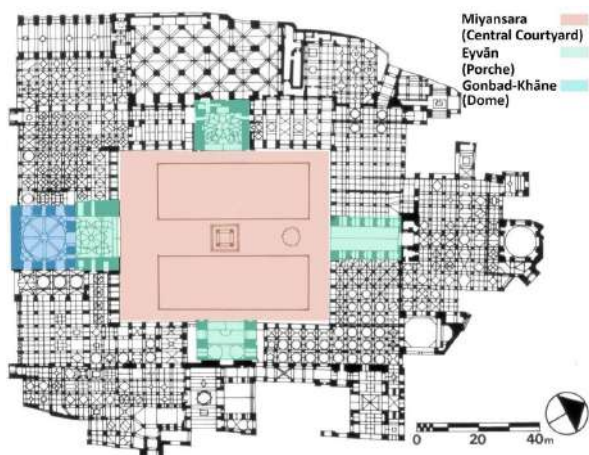 Miyansara
(Central Courtyard)
Eyvān
(Porche)
Gonbad-Khāne
(Dome)
0 20 40m